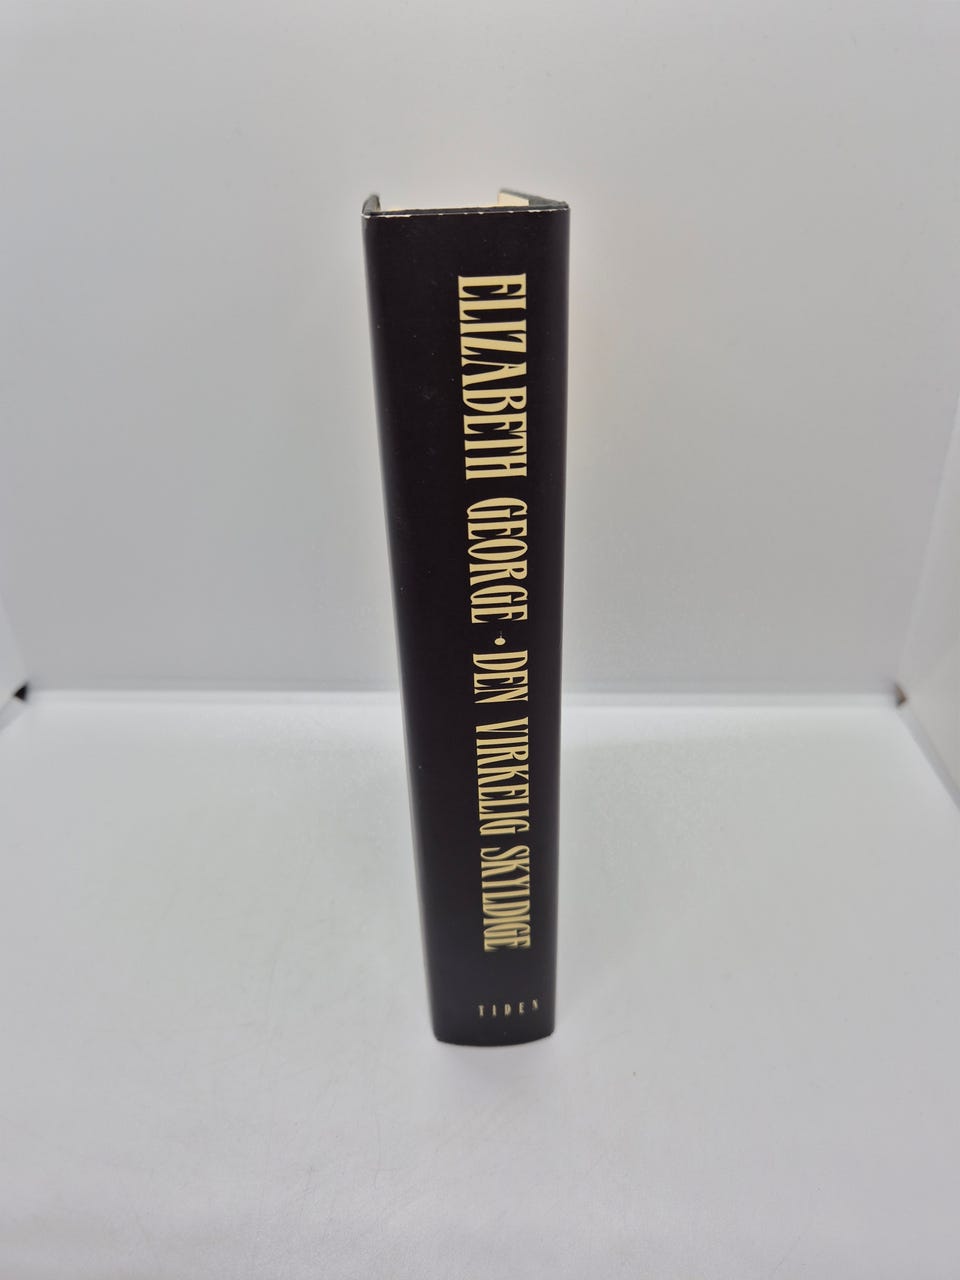 ELIZABETH GEORGE • DEN VIRKELIG SKYLDIGE
TIDEN